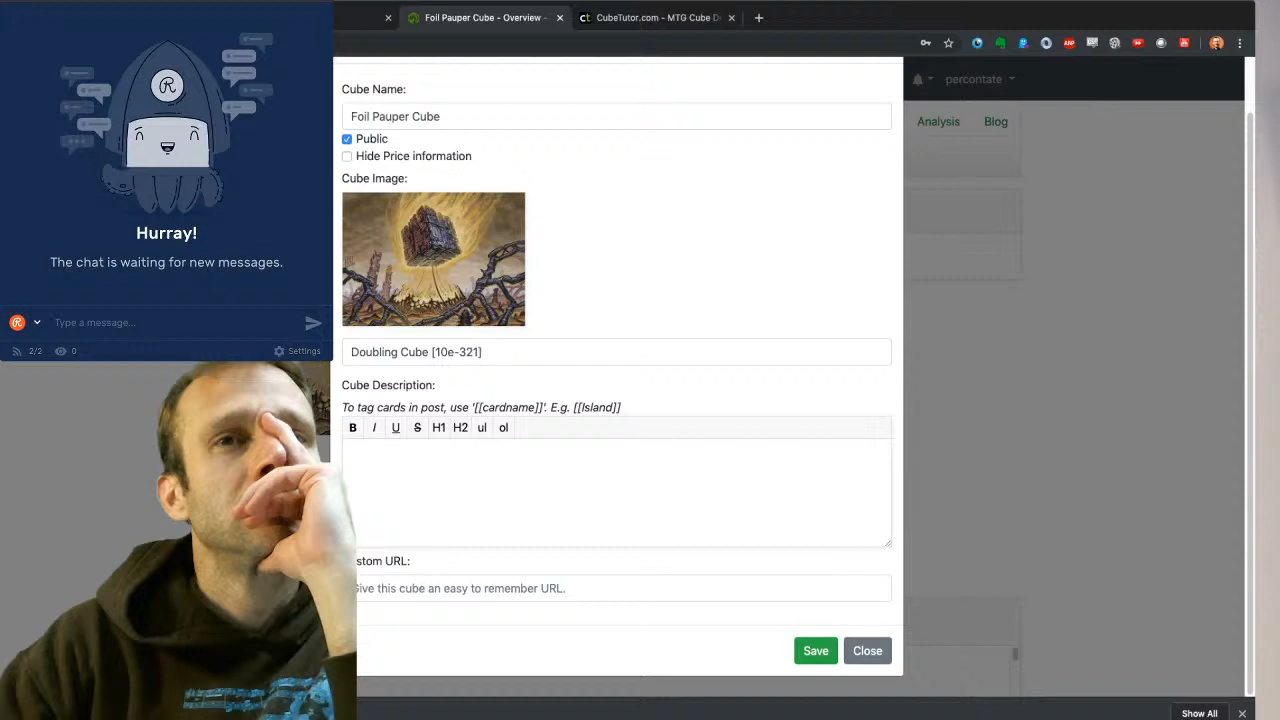 Foil Pauper Cube - Overview -
CubeTutor.com - MTG Cube D
percontate
Analysis
Blog
Hurray!
The chat is waiting for new messages.
Type a message...
2/2
0
Settings
Cube Name:
Foil Pauper Cube
Public
Hide Price information
Cube Image:
Doubling Cube [10e-321]
Cube Description:
To tag cards in post, use '[[cardname]]'. E.g. [[Island]]
B I U S H1 H2 ul ol
stom URL:
Give this cube an easy to remember URL.
Save
Close
Show All